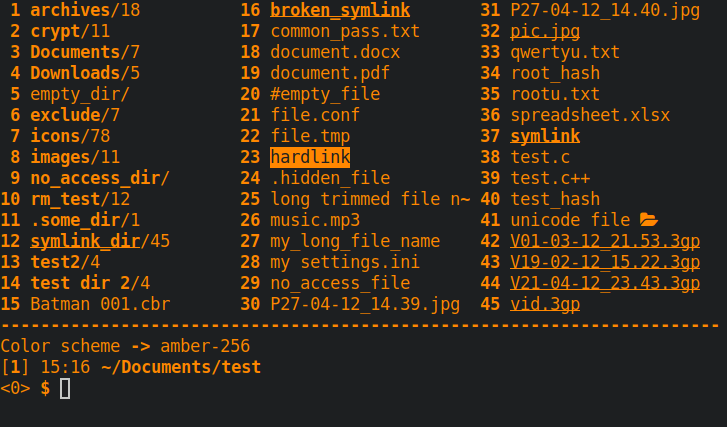 1 archives/18 16 broken_symlink 31 P27-04-12_14.40.jpg
2 crypt/11 17 common_pass.txt 32 pic.jpg
3 Documents/7 18 document.docx 33 qwertyu.txt
4 Downloads/5 19 document.pdf 34 root_hash
5 empty_dir/ 20 #empty_file 35 rootu.txt
6 exclude/7 21 file.conf 36 spreadsheet.xlsx
7 icons/78 22 file.tmp 37 symlink
8 images/11 23 hardlink 38 test.c
9 no_access_dir/ 24 .hidden_file 39 test.c++
10 rm_test/12 25 long trimmed file n~ 40 test_hash
11 .some_dir/1 26 music.mp3 41 unicode file 📂
12 symlink_dir/45 27 my_long_file_name 42 V01-03-12_21.53.3gp
13 test2/4 28 my settings.ini 43 V19-02-12_15.22.3gp
14 test dir 2/4 29 no_access_file 44 V21-04-12_23.43.3gp
15 Batman 001.cbr 30 P27-04-12_14.39.jpg 45 vid.3gp
------------------------------------------------------------------------
Color scheme -> amber-256
[1] 15:16 ~/Documents/test
<0> $